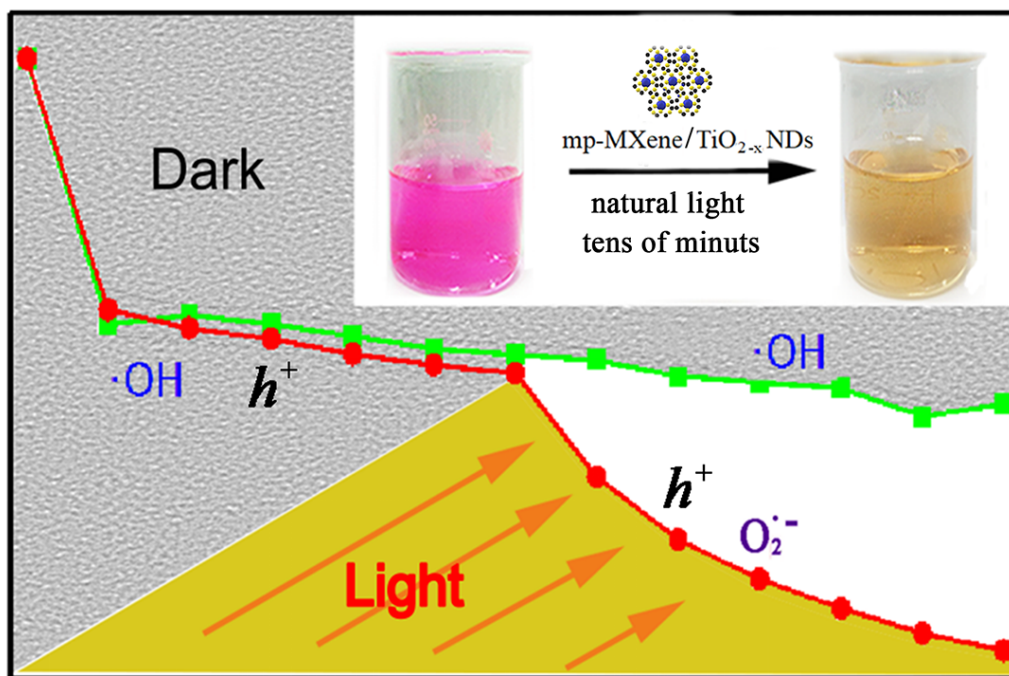 Dark
mp-MXene/TiO₂₋ₓ NDs
natural light
tens of minuts
·OH
h⁺
·OH
h⁺
O₂·⁻
Light